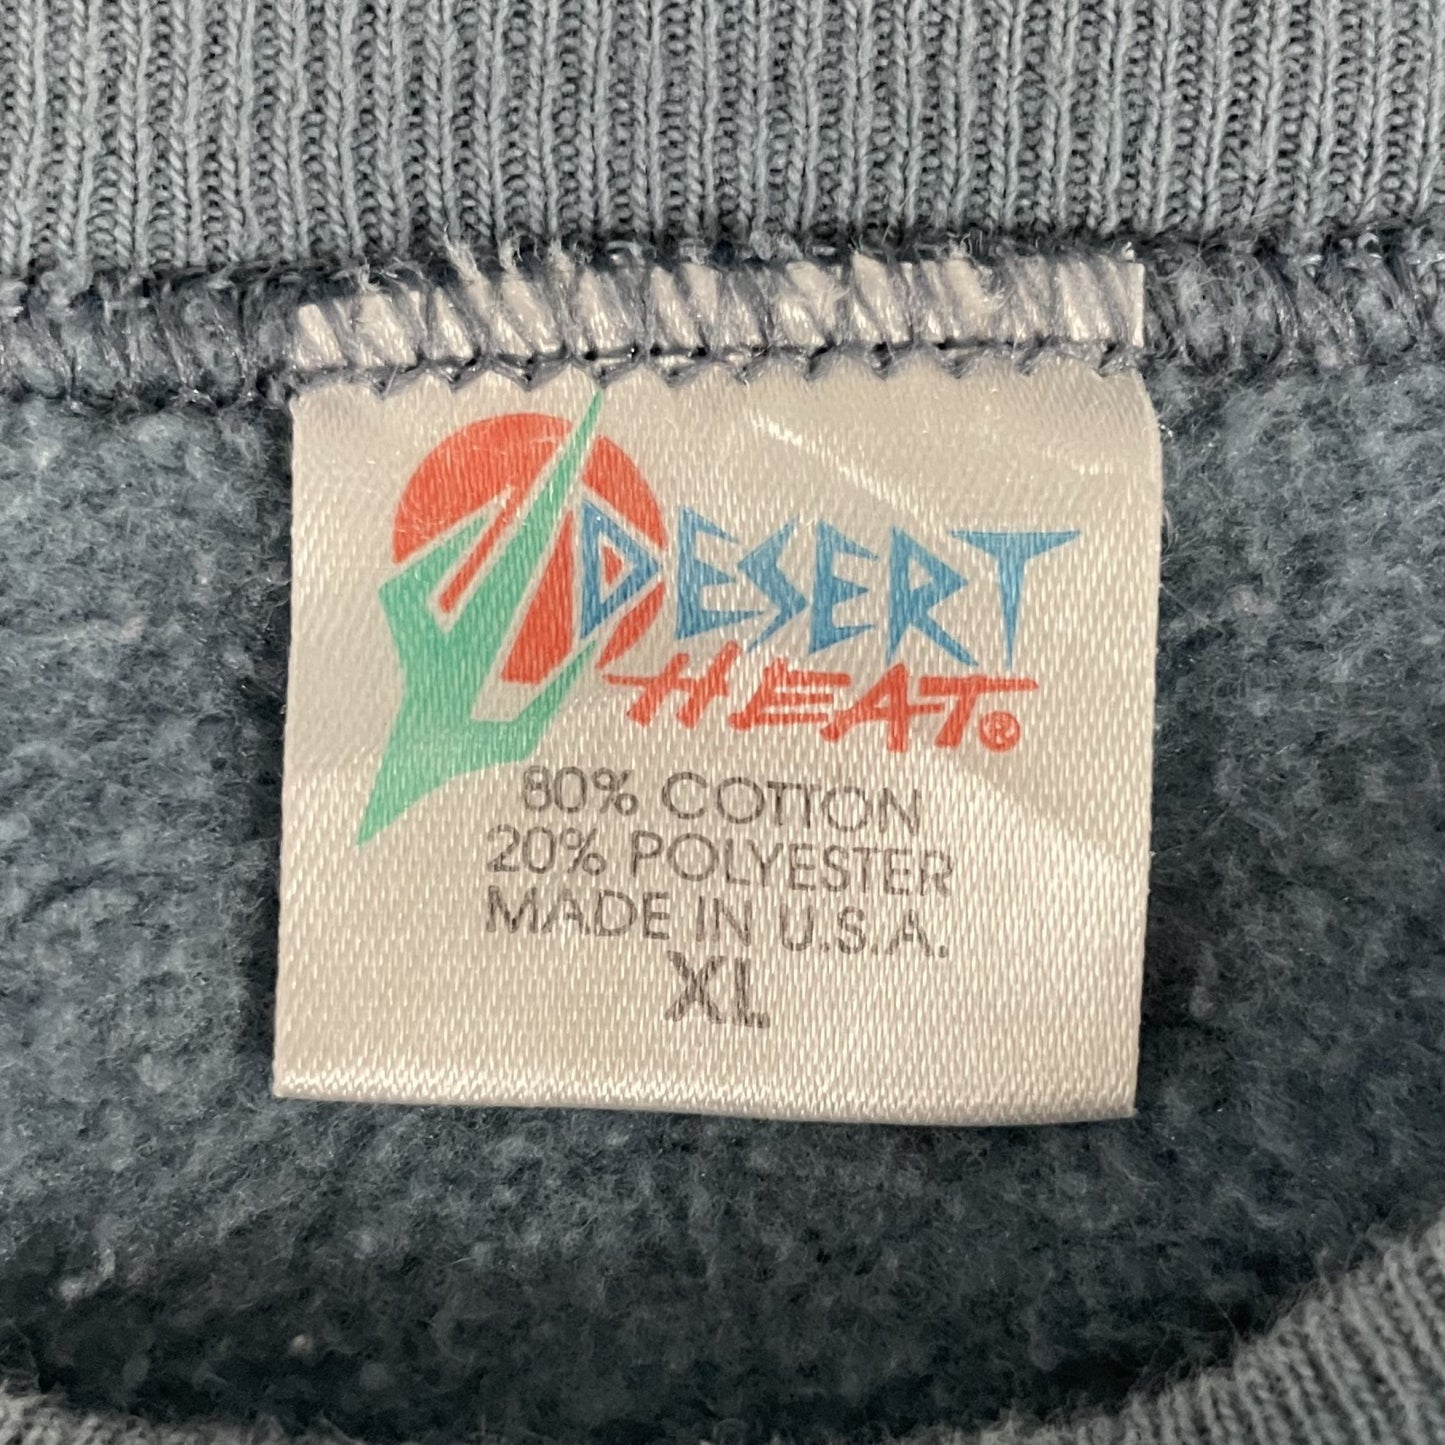 DESERT
HEAT®
80% COTTON
20% POLYESTER
MADE IN U.S.A.
XL